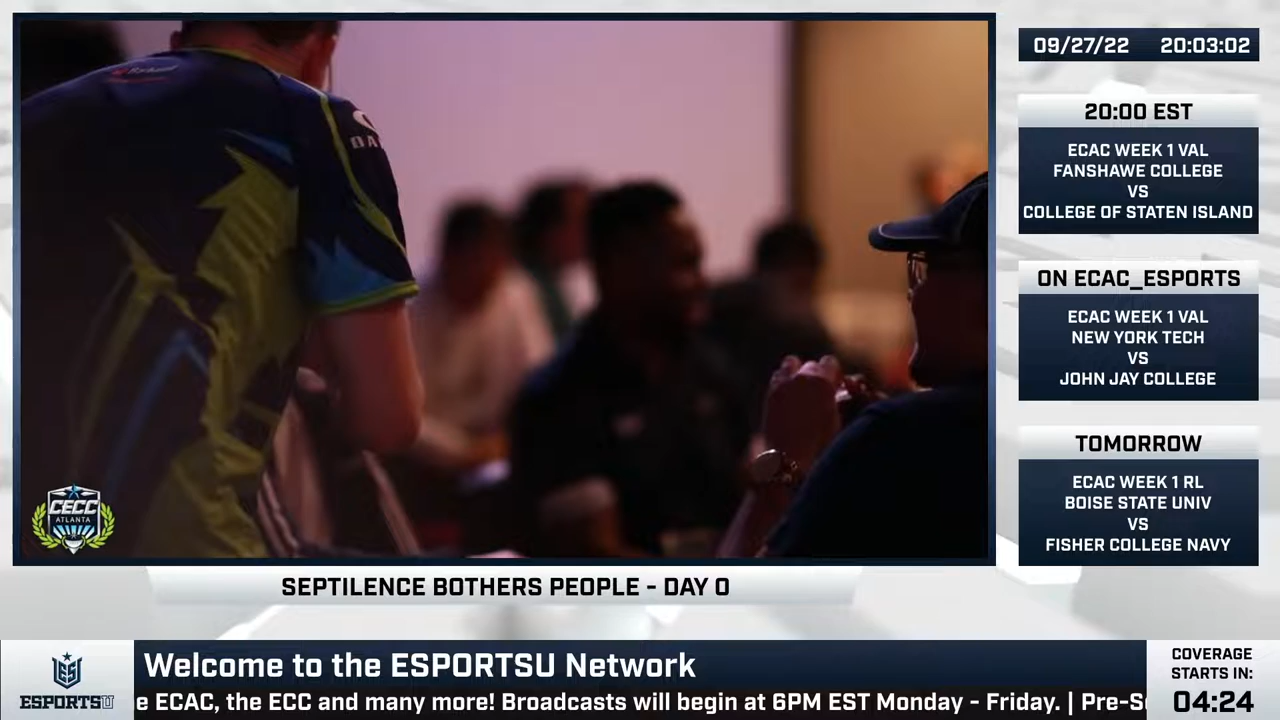 09/27/22 20:03:02
20:00 EST
ECAC WEEK 1 VAL
FANSHAWE COLLEGE
VS
COLLEGE OF STATEN ISLAND
ON ECAC_ESPORTS
ECAC WEEK 1 VAL
NEW YORK TECH
VS
JOHN JAY COLLEGE
TOMORROW
ECAC WEEK 1 RL
BOISE STATE UNIV
VS
FISHER COLLEGE NAVY
CECC
ATLANTA
SEPTILENCE BOTHERS PEOPLE - DAY 0
ESPORTSU
Welcome to the ESPORTSU Network
e ECAC, the ECC and many more! Broadcasts will begin at 6PM EST Monday - Friday. | Pre-S
COVERAGE
STARTS IN:
04:24